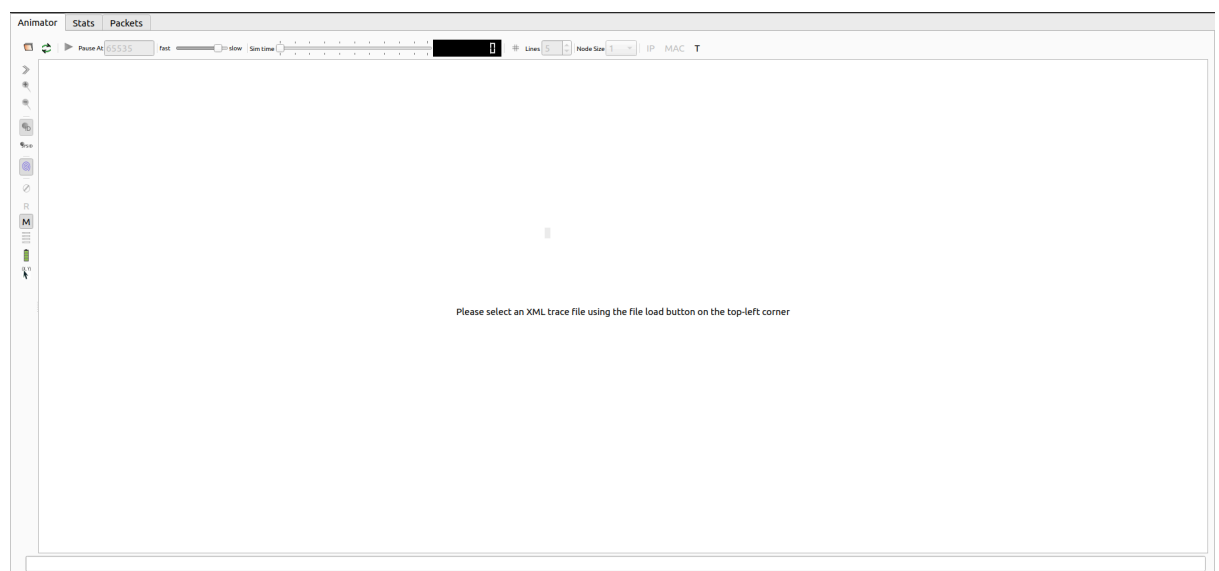 Animator Stats Packets
Pause At 65535 fast slow Sim time 0 # Lines 5 Node Size 1 IP MAC T
R
M
Please select an XML trace file using the file load button on the top-left corner